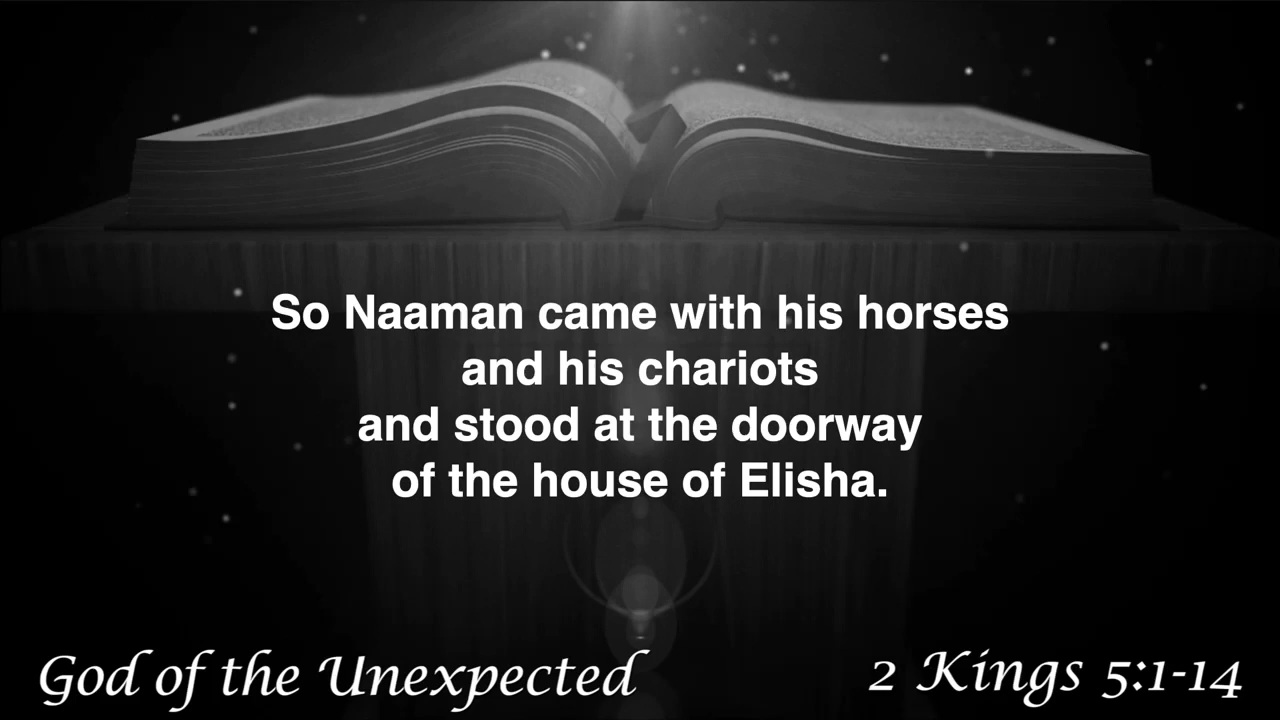 So Naaman came with his horses
and his chariots
and stood at the doorway
of the house of Elisha.
God of the Unexpected
2 Kings 5:1-14